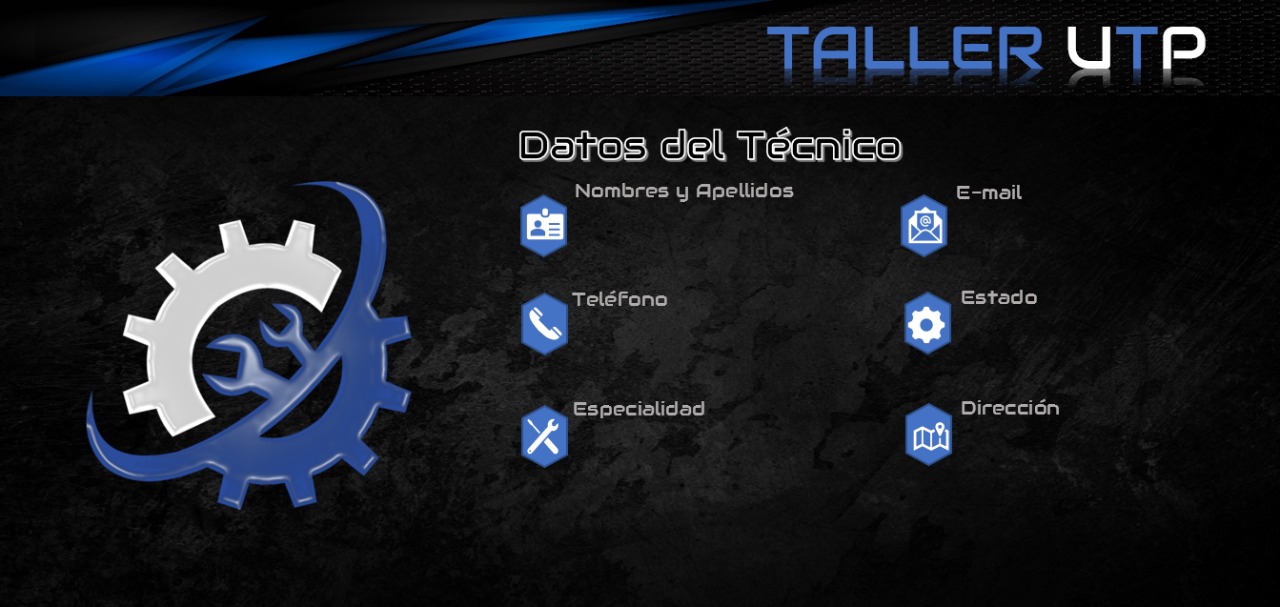 TALLER UTP
Datos del Técnico
Nombres y Apellidos
E-mail
Teléfono
Estado
Especialidad
Dirección